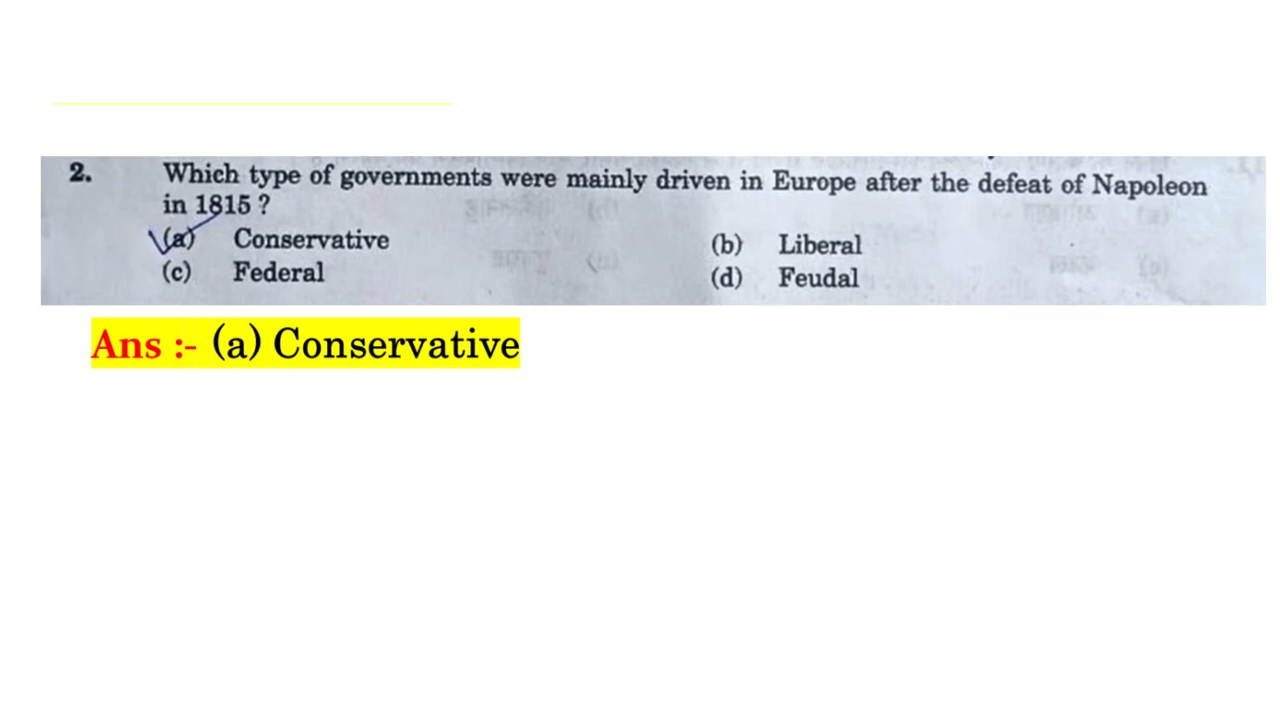 2. Which type of governments were mainly driven in Europe after the defeat of Napoleon
in 1815 ?
(a) Conservative (b) Liberal
(c) Federal (d) Feudal
Ans :- (a) Conservative